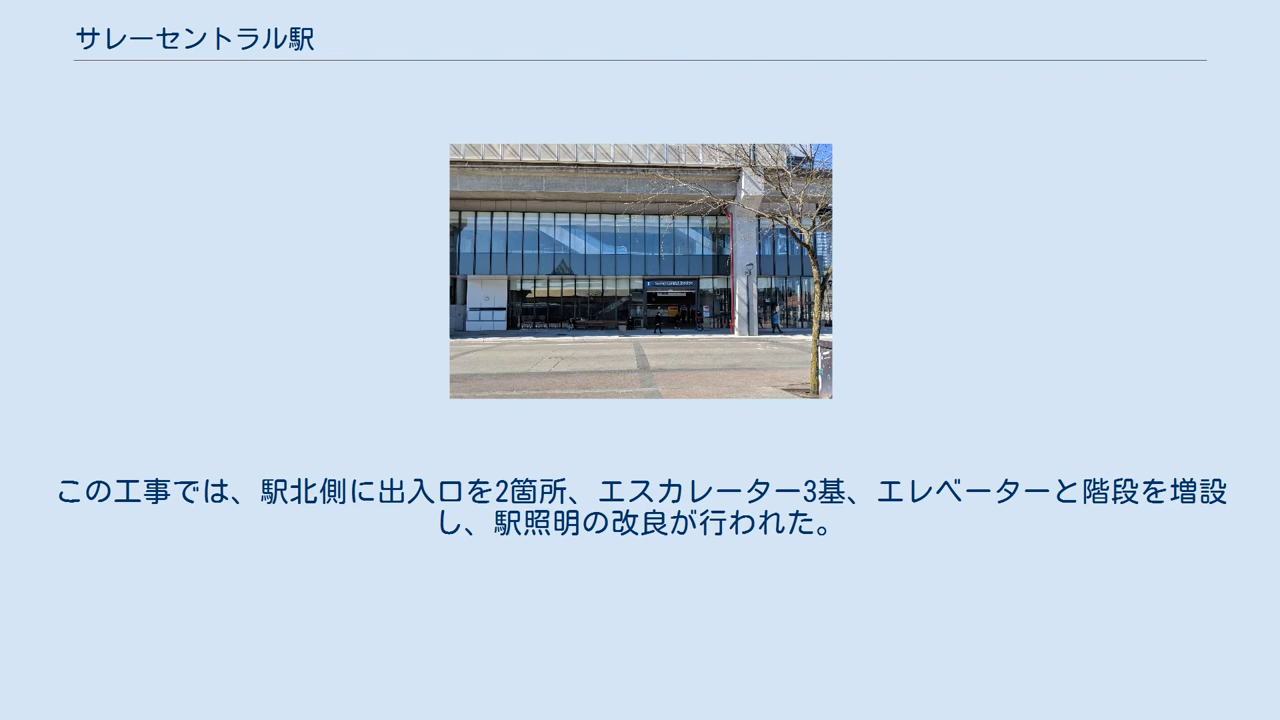 サレーセントラル駅
この工事では、駅北側に出入口を2箇所、エスカレーター3基、エレベーターと階段を増設
し、駅照明の改良が行われた。